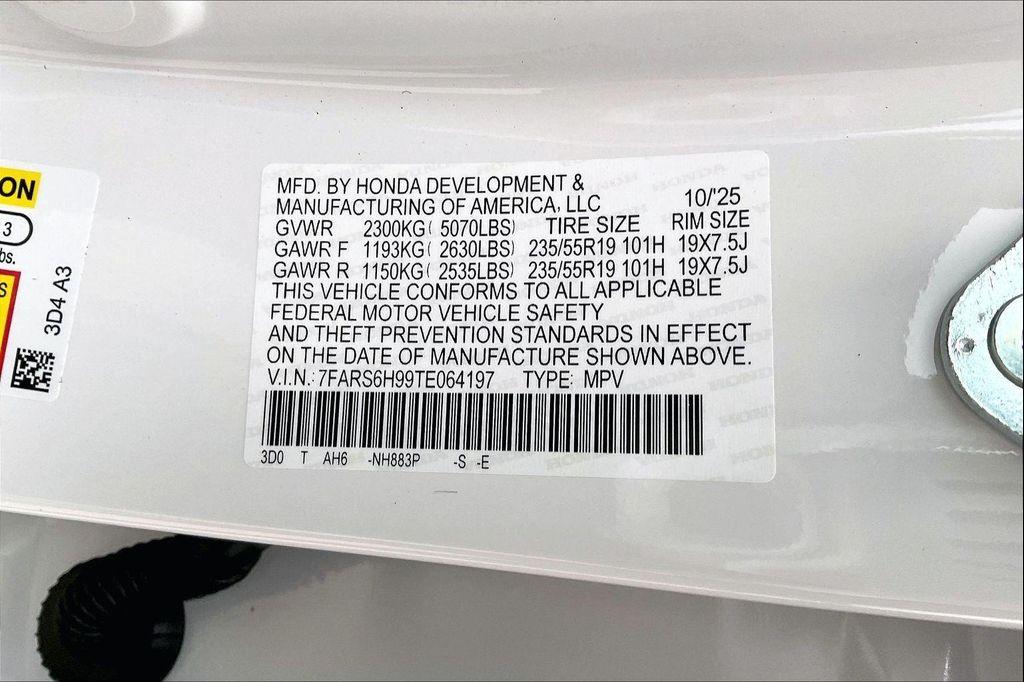 ON
3
bs.
S
3D4 A3
MFD. BY HONDA DEVELOPMENT &
MANUFACTURING OF AMERICA, LLC 10/'25
GVWR 2300KG( 5070LBS) TIRE SIZE RIM SIZE
GAWR F 1193KG( 2630LBS) 235/55R19 101H 19X7.5J
GAWR R 1150KG( 2535LBS) 235/55R19 101H 19X7.5J
THIS VEHICLE CONFORMS TO ALL APPLICABLE
FEDERAL MOTOR VEHICLE SAFETY
AND THEFT PREVENTION STANDARDS IN EFFECT
ON THE DATE OF MANUFACTURE SHOWN ABOVE.
V.I.N.: 7FARS6H99TE064197 TYPE: MPV
3D0 T AH6 -NH883P -S -E